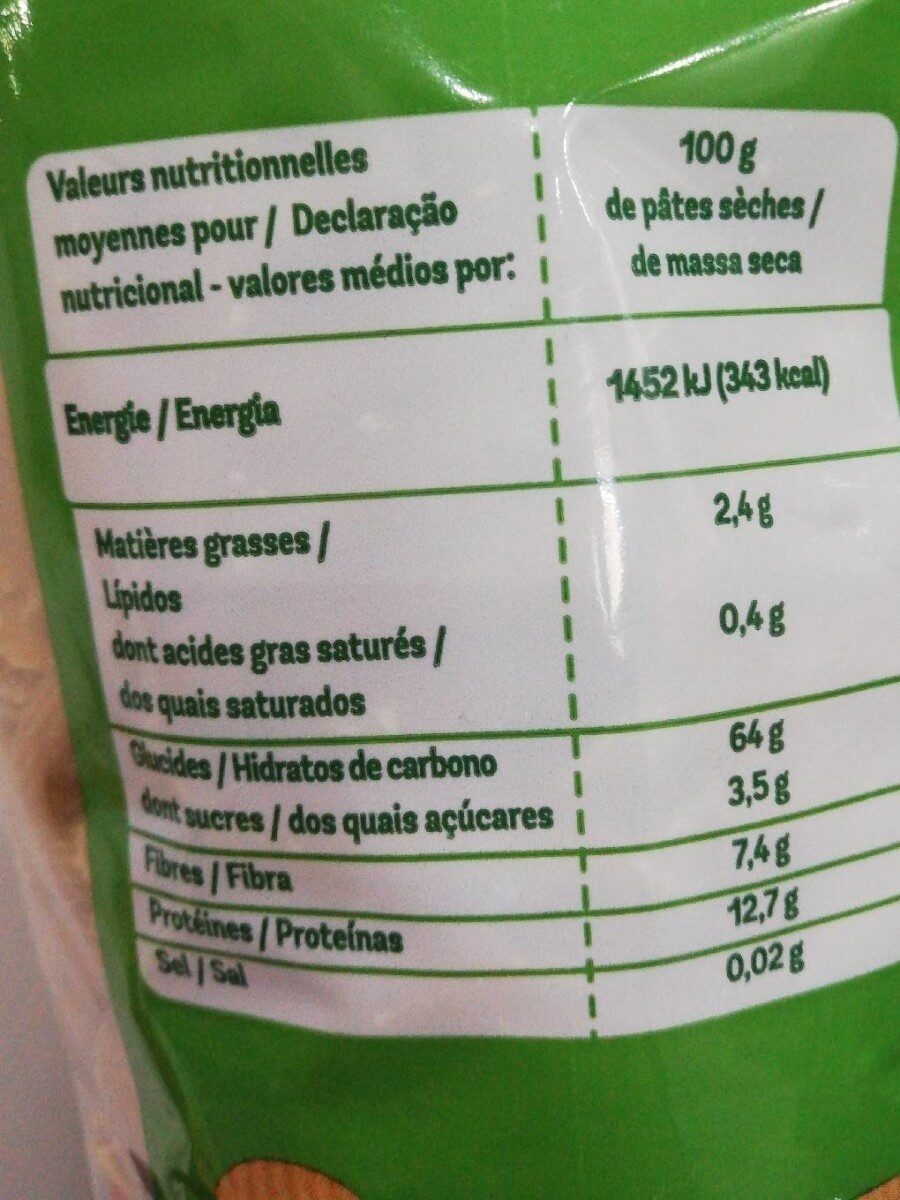 Valeurs nutritionnelles
moyennes pour / Declaração
nutricional - valores médios por:
100 g
de pâtes sèches /
de massa seca
Energie / Energia
1452 kJ (343 kcal)
Matières grasses /
Lípidos
2,4 g
dont acides gras saturés /
dos quais saturados
0,4 g
Glucides / Hidratos de carbono
64 g
dont sucres / dos quais açúcares
3,5 g
Fibres / Fibra
7,4 g
Protéines / Proteínas
12,7 g
Sel / Sal
0,02 g